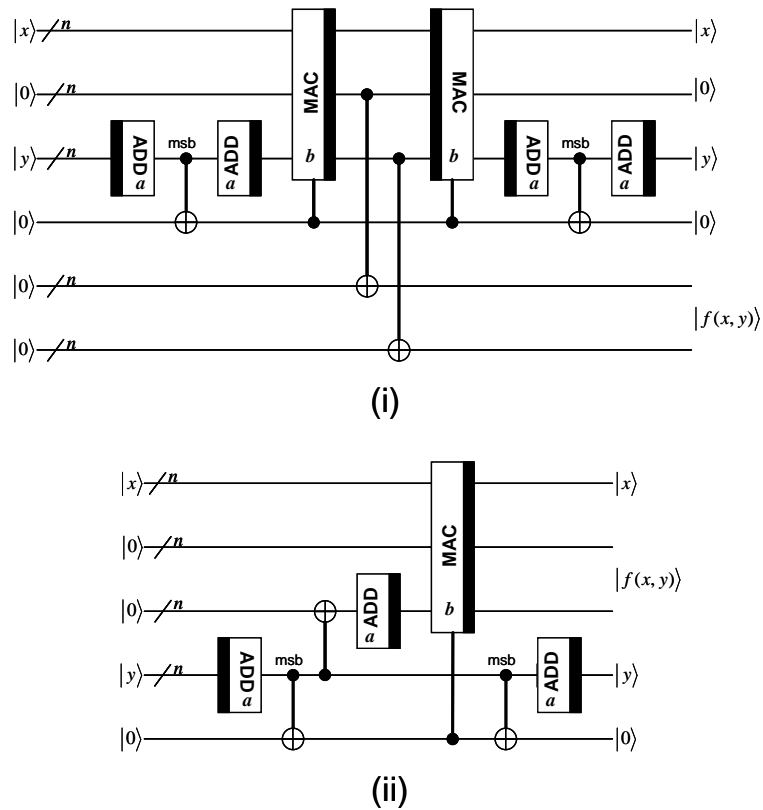 |x⟩ n MAC MAC |x⟩
|0⟩ n |0⟩
|y⟩ n ADD a msb ADD a b b ADD a msb ADD a |y⟩
|0⟩ |0⟩
|0⟩ n
|f(x, y)⟩
|0⟩ n
(i)
|x⟩ n MAC |x⟩
|0⟩ n
|f(x, y)⟩
|0⟩ n ADD a b
|y⟩ n ADD a msb msb ADD a |y⟩
|0⟩ |0⟩
(ii)